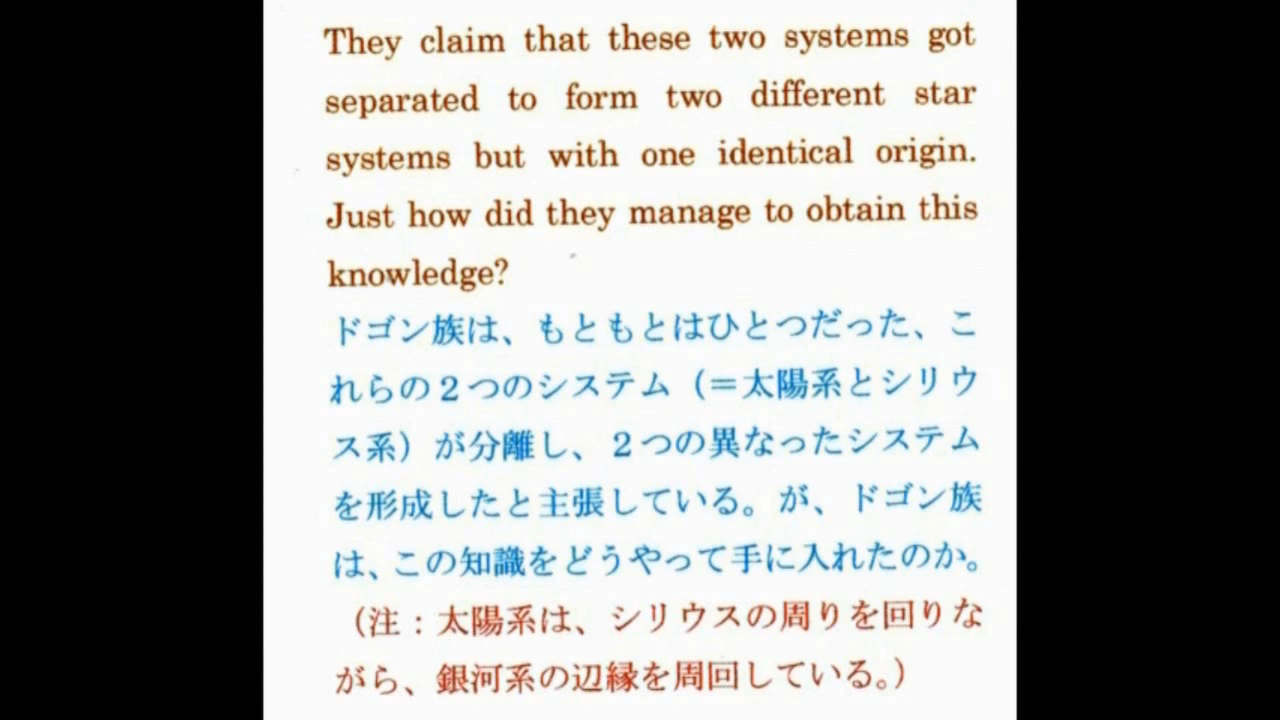 They claim that these two systems got
separated to form two different star
systems but with one identical origin.
Just how did they manage to obtain this
knowledge?
ドゴン族は、もともとはひとつだった、こ
れらの２つのシステム（＝太陽系とシリウ
ス系）が分離し、２つの異なったシステム
を形成したと主張している。が、ドゴン族
は、この知識をどうやって手に入れたのか。
（注：太陽系は、シリウスの周りを回りな
がら、銀河系の辺縁を周回している。）